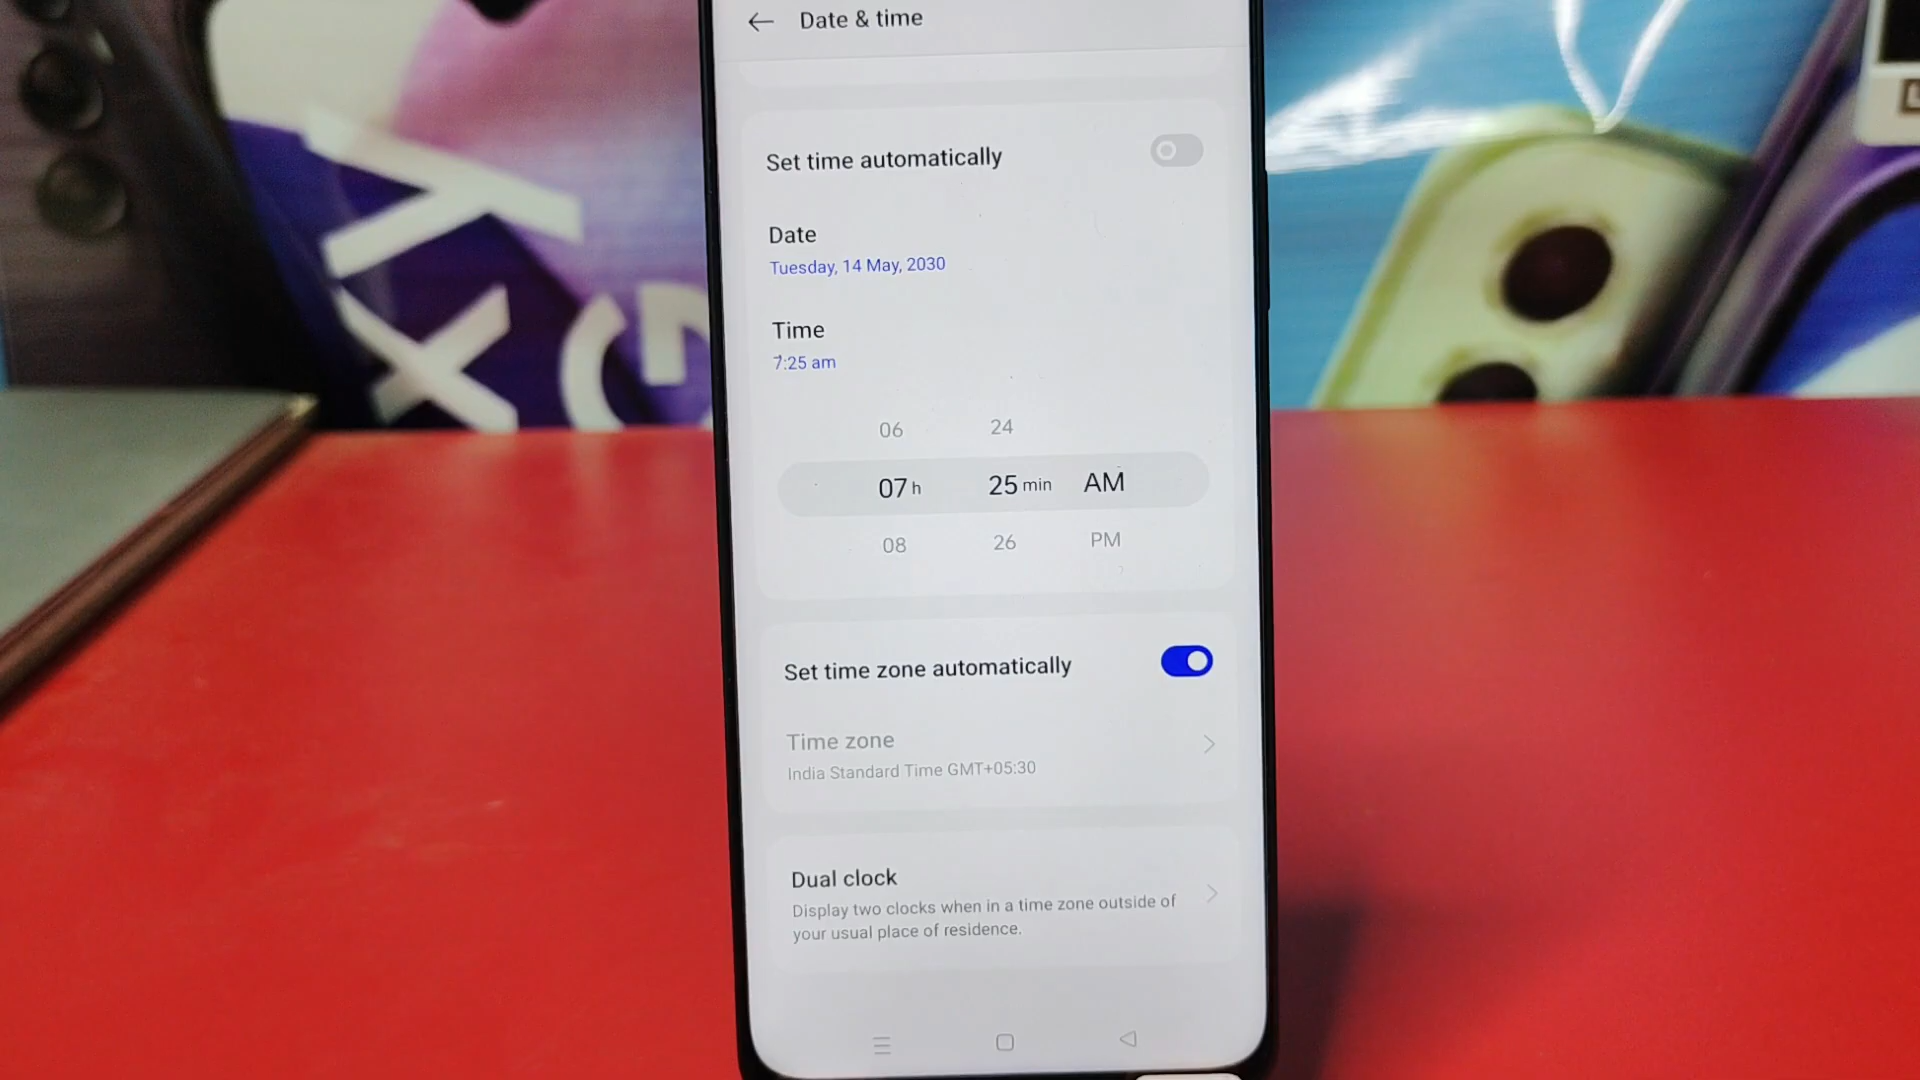 Date & time
Set time automatically
Date
Tuesday, 14 May, 2030
Time
7:25 am
06 24
07 h 25 min AM
08 26 PM
Set time zone automatically
Time zone
India Standard Time GMT+05:30
Dual clock
Display two clocks when in a time zone outside of
your usual place of residence.